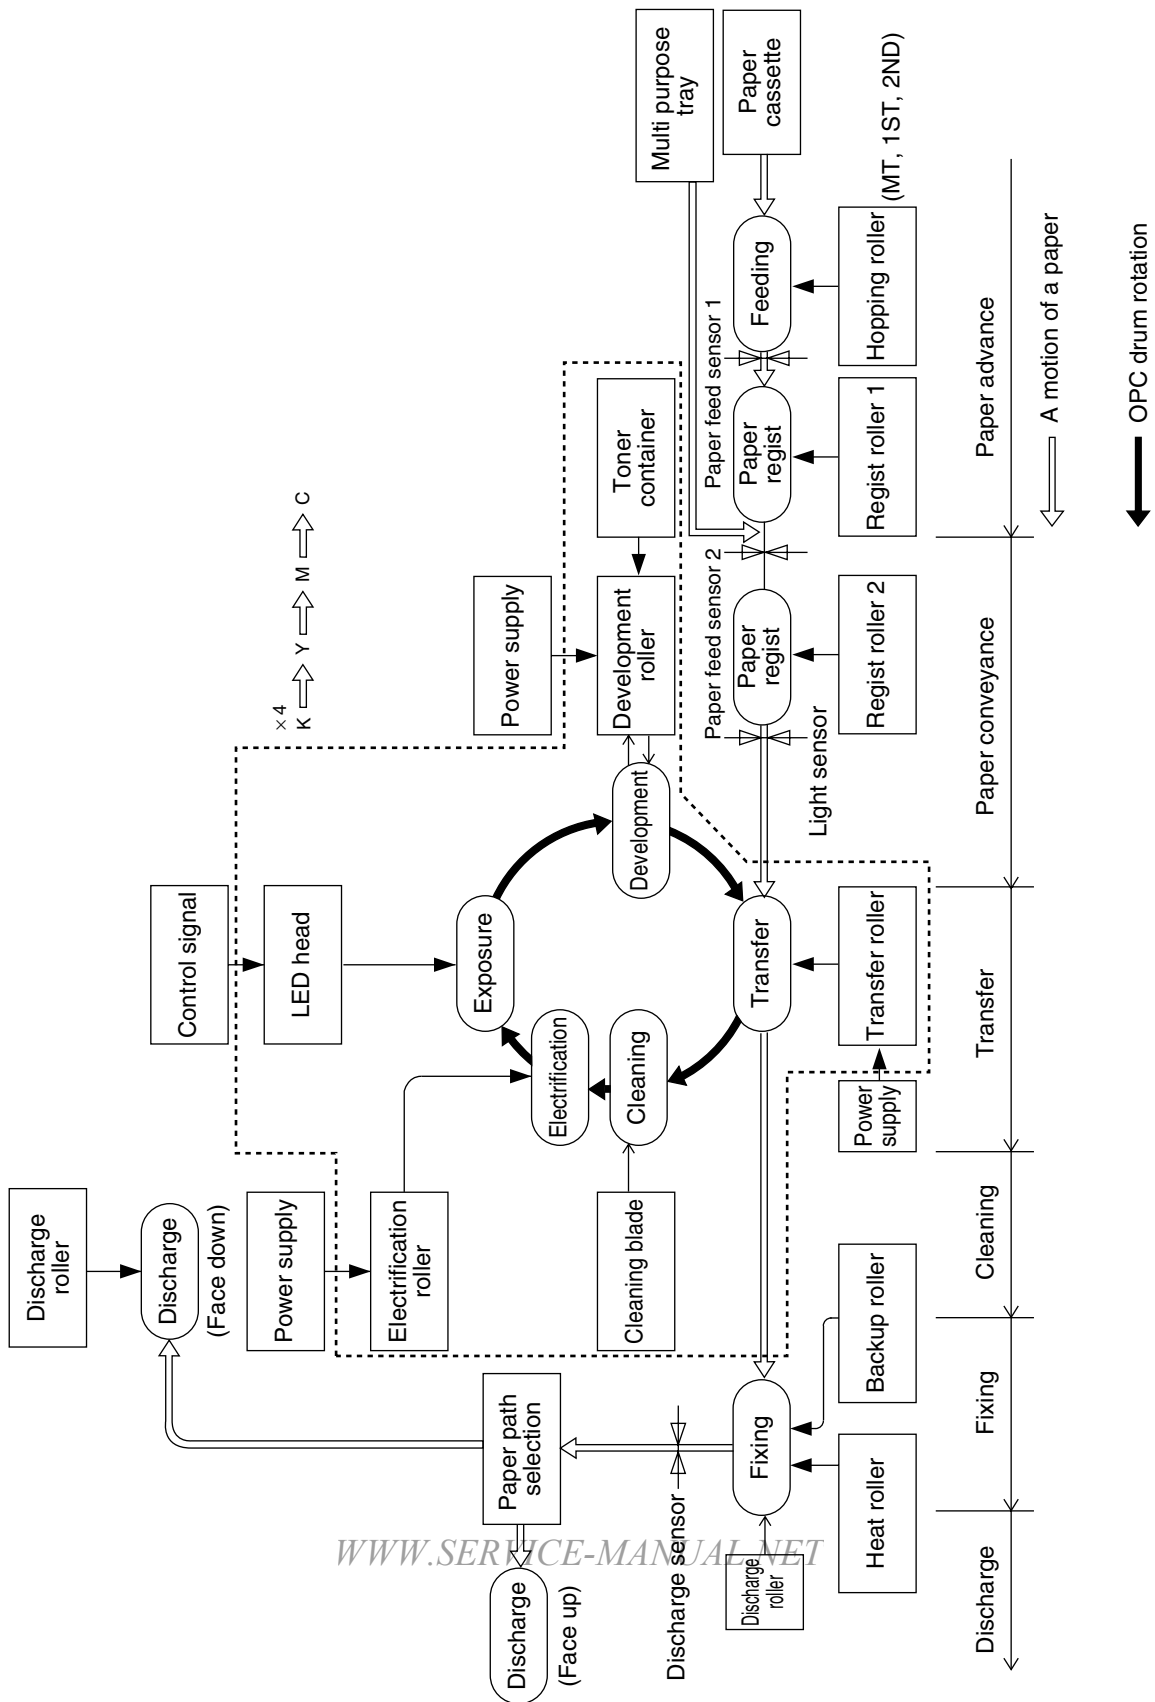 Discharge
roller
Discharge
(Face down)
Control signal
LED head
×4
K
Y
M
C
Power supply
Electrification
roller
Exposure
Electrification
Cleaning
Cleaning blade
Development
Power supply
Development
roller
Toner
container
Multi purpose
tray
Paper
cassette
Paper path
selection
Discharge
(Face up)
Discharge sensor
Paper feed sensor 1
Paper feed sensor 2
Light sensor
Fixing
Transfer
Paper
regist
Paper
regist
Feeding
Discharge
roller
Heat roller
Backup roller
Power
supply
Transfer roller
Regist roller 2
Regist roller 1
Hopping roller
(MT, 1ST, 2ND)
Discharge
Fixing
Cleaning
Transfer
Paper conveyance
Paper advance
A motion of a paper
OPC drum rotation
WWW.SERVICE-MANUAL.NET